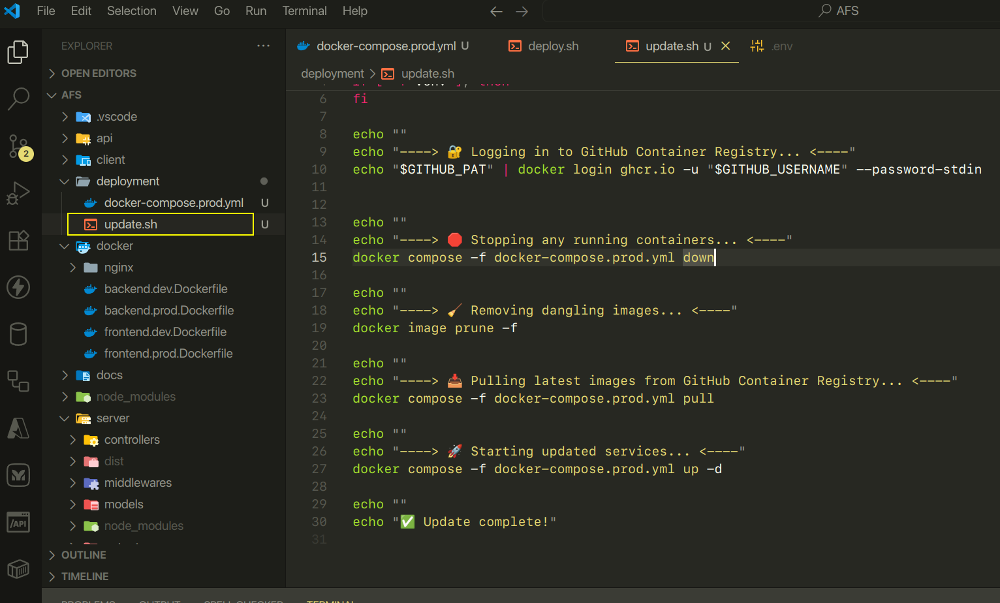 File Edit Selection View Go Run Terminal Help AFS
EXPLORER
OPEN EDITORS
AFS
.vscode
api
client
deployment
docker-compose.prod.yml U
update.sh U
docker
nginx
backend.dev.Dockerfile
backend.prod.Dockerfile
frontend.dev.Dockerfile
frontend.prod.Dockerfile
docs
node_modules
server
controllers
dist
middlewares
models
node_modules
OUTLINE
TIMELINE
2
/API
docker-compose.prod.yml U deploy.sh update.sh U .env
deployment > update.sh
6 fi
7
8 echo ""
9 echo "----> 🔐 Logging in to GitHub Container Registry... <----"
10 echo "$GITHUB_PAT" | docker login ghcr.io -u "$GITHUB_USERNAME" --password-stdin
11
12
13 echo ""
14 echo "----> 🛑 Stopping any running containers... <----"
15 docker compose -f docker-compose.prod.yml down
16
17 echo ""
18 echo "----> 🧹 Removing dangling images... <----"
19 docker image prune -f
20
21 echo ""
22 echo "----> 📥 Pulling latest images from GitHub Container Registry... <----"
23 docker compose -f docker-compose.prod.yml pull
24
25 echo ""
26 echo "----> 🚀 Starting updated services... <----"
27 docker compose -f docker-compose.prod.yml up -d
28
29 echo ""
30 echo "✅ Update complete!"
31
PROBLEMS OUTPUT SPELL CHECKER TERMINAL